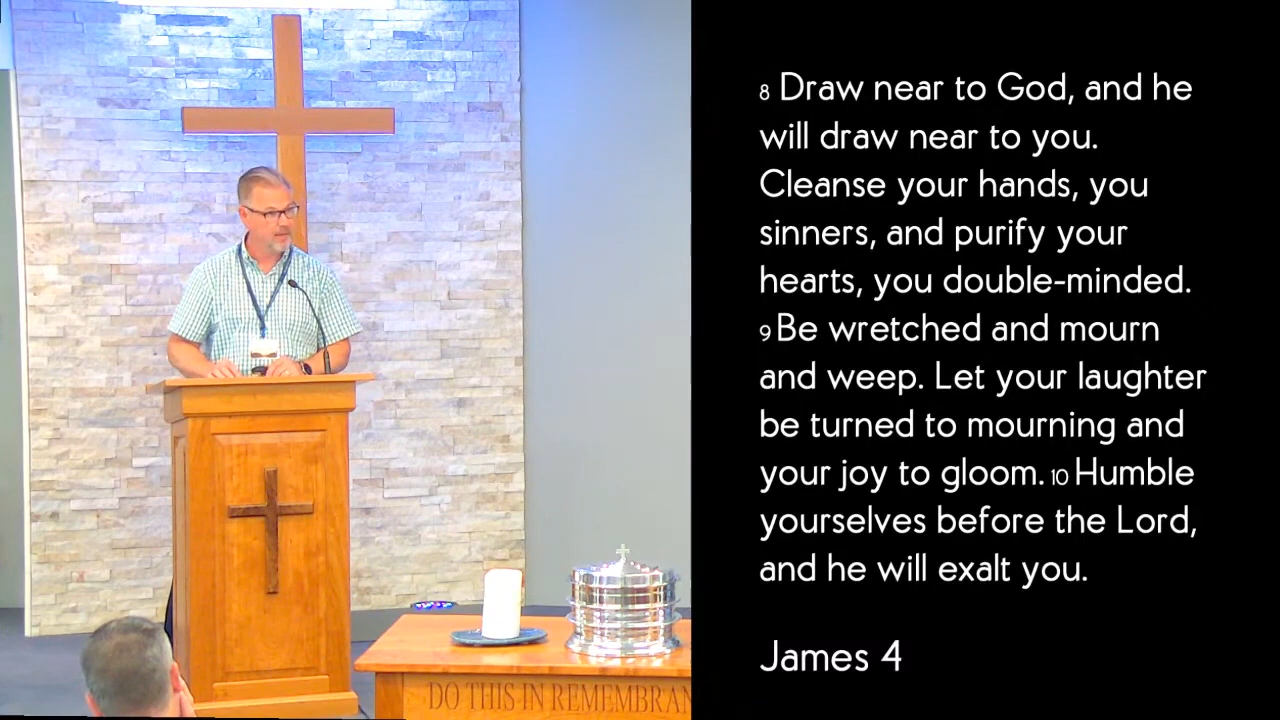 8 Draw near to God, and he
will draw near to you.
Cleanse your hands, you
sinners, and purify your
hearts, you double-minded.
9 Be wretched and mourn
and weep. Let your laughter
be turned to mourning and
your joy to gloom. 10 Humble
yourselves before the Lord,
and he will exalt you.
James 4
DO THIS IN REMEMBRAN